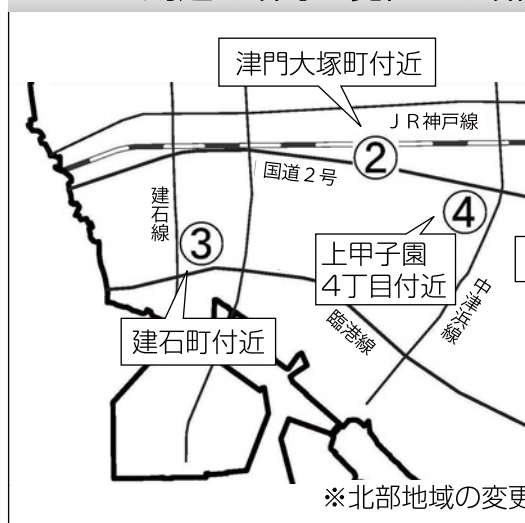 津門大塚町付近
ＪＲ神戸線
②
国道２号
建石線
④
③
上甲子園
４丁目付近
中津浜線
臨港線
建石町付近
※北部地域の変更